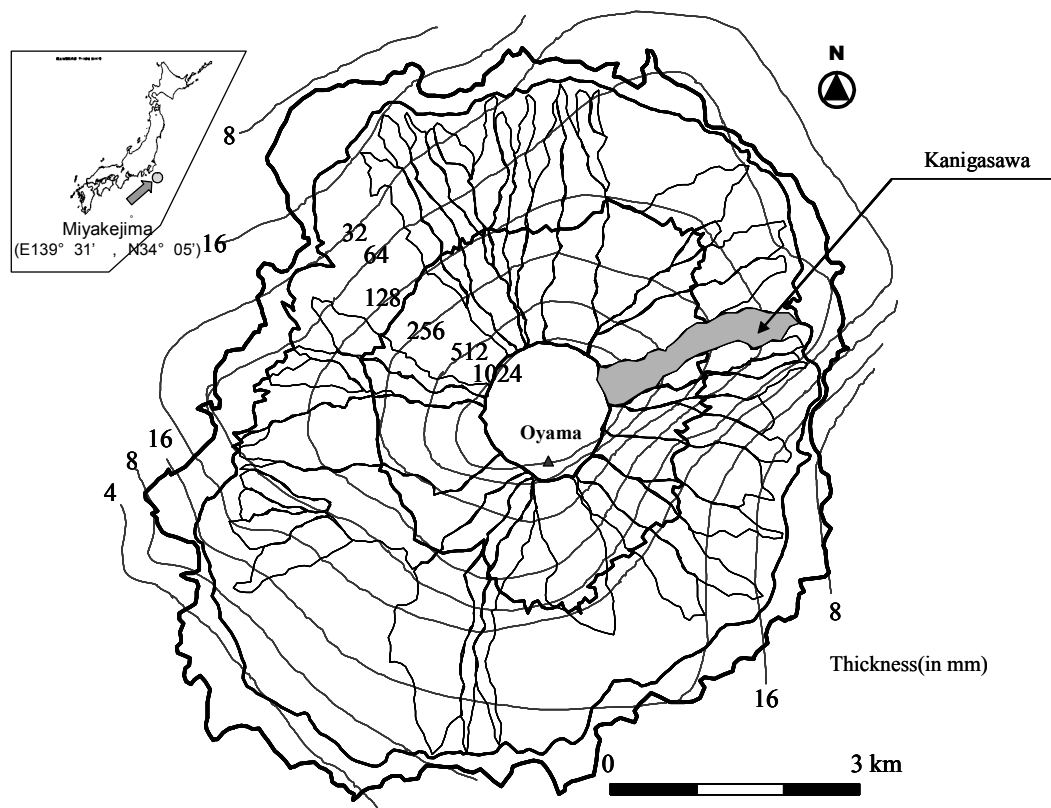 N
Kanigasawa
Miyakejima
(E139° 31' , N34° 05')
8
16
32
64
128
256
512
1024
Oyama
16
8
4
8
16
Thickness(in mm)
0
3 km